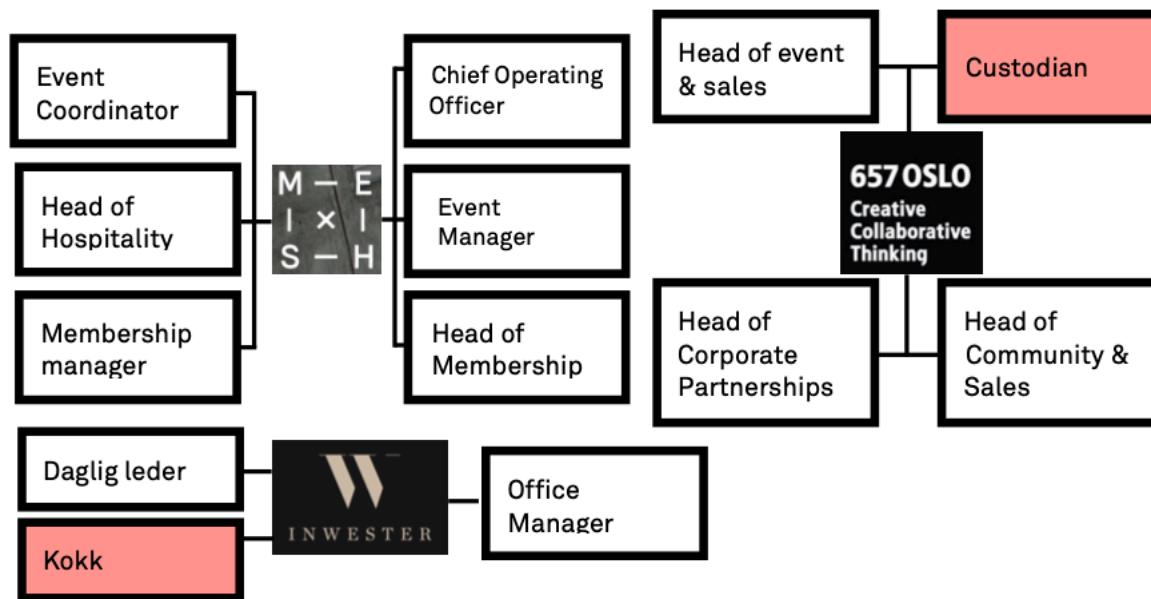 Event
Coordinator
Head of
Hospitality
Membership
manager
M — E
I × I
S — H
Chief Operating
Officer
Event
Manager
Head of
Membership
Head of event
& sales
Custodian
657 OSLO
Creative
Collaborative
Thinking
Head of
Corporate
Partnerships
Head of
Community &
Sales
Daglig leder
Kokk
INWESTER
Office
Manager